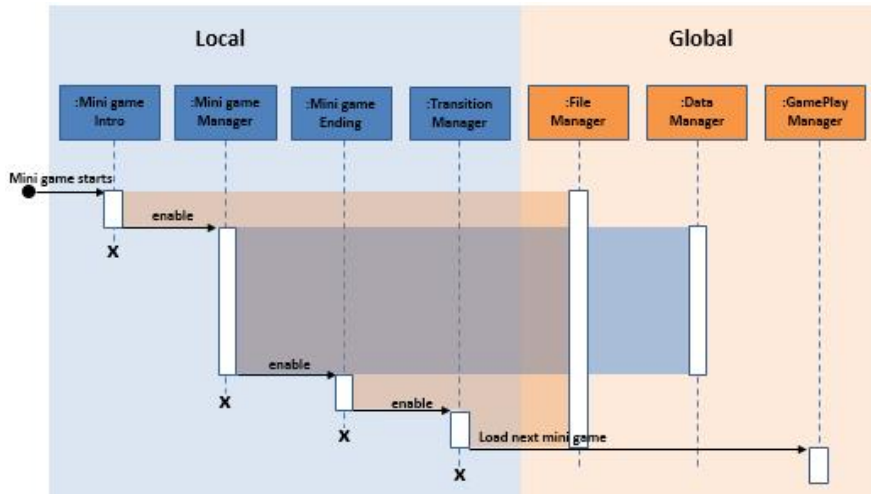 Local
Global
:Mini game
Intro
:Mini game
Manager
:Mini game
Ending
:Transition
Manager
:File
Manager
:Data
Manager
:GamePlay
Manager
Mini game starts
enable
X
enable
X
enable
X
Load next mini game
X